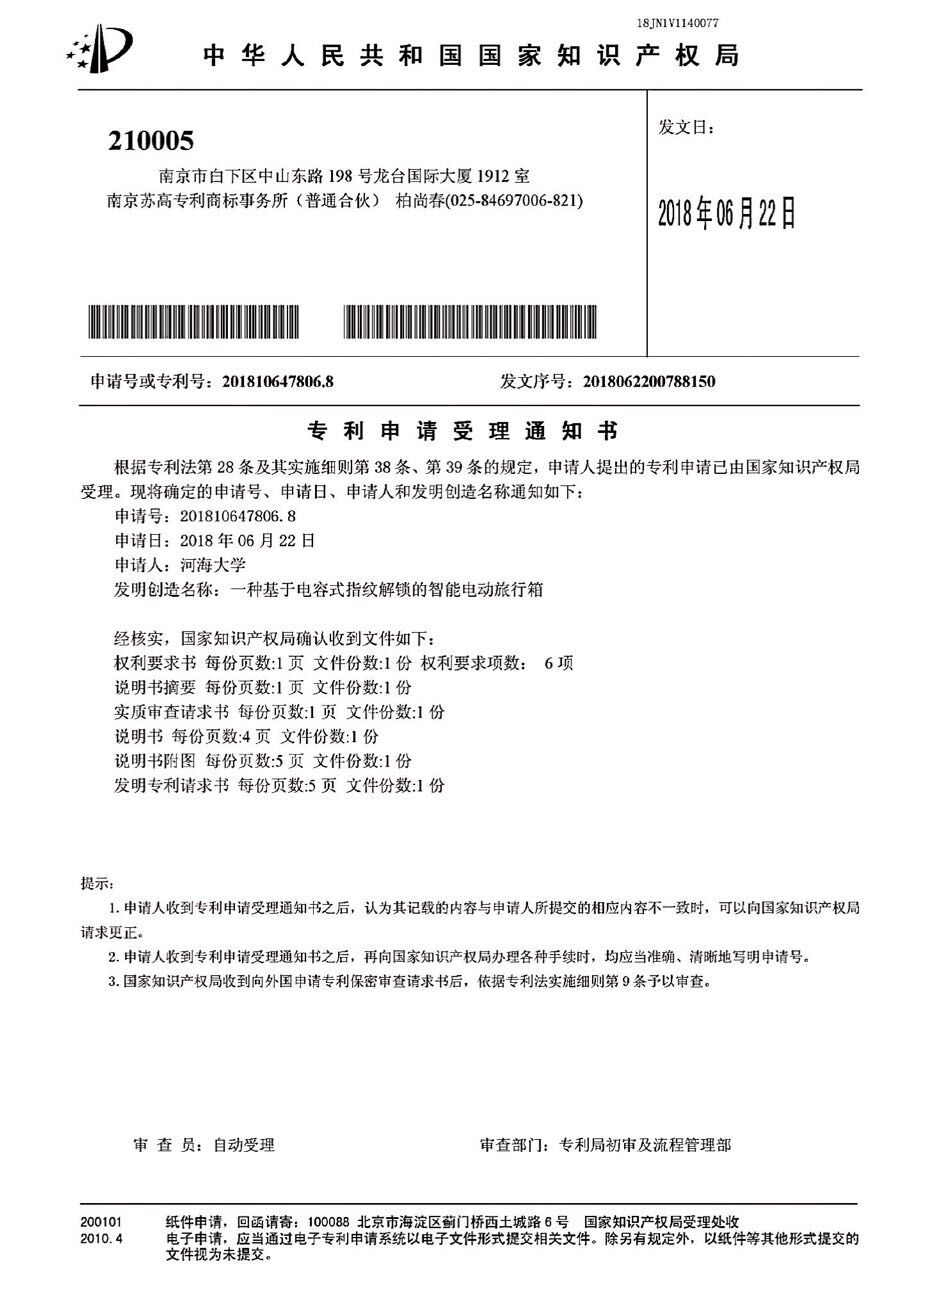 18JN1V1140077
中华人民共和国国家知识产权局
210005
南京市白下区中山东路 198 号龙台国际大厦 1912 室
南京苏高专利商标事务所（普通合伙） 柏尚春(025-84697006-821)
发文日：
2018年06月22日
申请号或专利号：201810647806.8
发文序号：2018062200788150
专 利 申 请 受 理 通 知 书
根据专利法第 28 条及其实施细则第 38 条、第 39 条的规定，申请人提出的专利申请已由国家知识产权局
受理。现将确定的申请号、申请日、申请人和发明创造名称通知如下：
申请号：201810647806.8
申请日：2018 年 06 月 22 日
申请人：河海大学
发明创造名称：一种基于电容式指纹解锁的智能电动旅行箱
经核实，国家知识产权局确认收到文件如下：
权利要求书 每份页数:1 页 文件份数:1 份 权利要求项数： 6 项
说明书摘要 每份页数:1 页 文件份数:1 份
实质审查请求书 每份页数:1 页 文件份数:1 份
说明书 每份页数:4 页 文件份数:1 份
说明书附图 每份页数:5 页 文件份数:1 份
发明专利请求书 每份页数:5 页 文件份数:1 份
提示：
1. 申请人收到专利申请受理通知书之后，认为其记载的内容与申请人所提交的相应内容不一致时，可以向国家知识产权局
请求更正。
2. 申请人收到专利申请受理通知书之后，再向国家知识产权局办理各种手续时，均应当准确、清晰地写明申请号。
3. 国家知识产权局收到向外国申请专利保密审查请求书后，依据专利法实施细则第 9 条予以审查。
审 查 员：自动受理
审查部门：专利局初审及流程管理部
200101
2010.4
纸件申请，回函请寄：100088 北京市海淀区蓟门桥西土城路 6 号 国家知识产权局受理处收
电子申请，应当通过电子专利申请系统以电子文件形式提交相关文件。除另有规定外，以纸件等其他形式提交的
文件视为未提交。